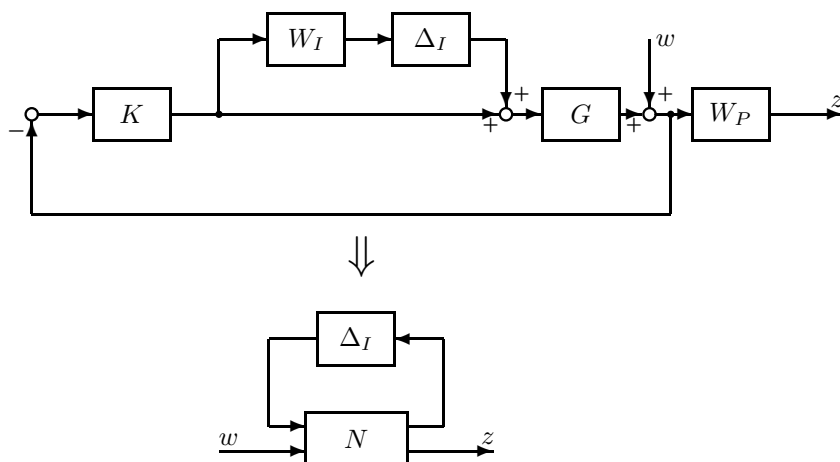 W_I Δ_I
w
K G W_P z
+ + + + −
⇓
Δ_I
w N z